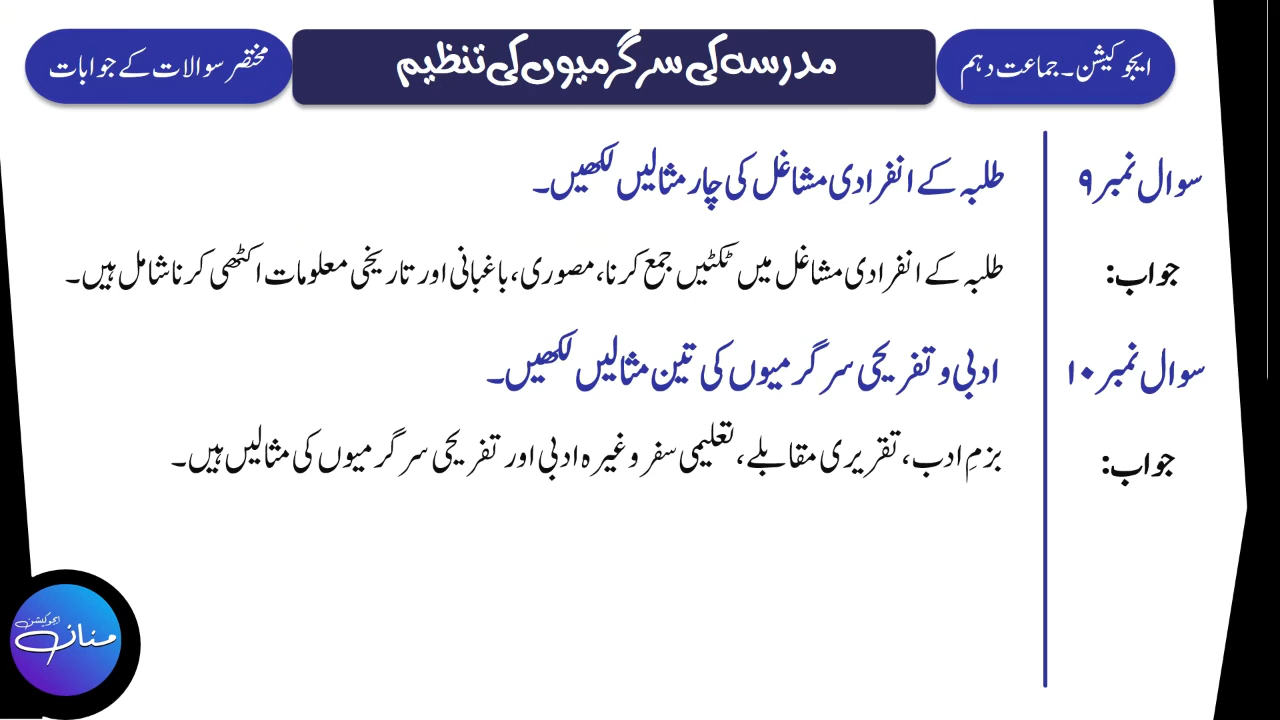 ایجوکیشن۔ جماعت دہم
مدرسہ کی سرگرمیوں کی تنظیم
مختصر سوالات کے جوابات
سوال نمبر ۹
طلبہ کے انفرادی مشاغل کی چار مثالیں لکھیں۔
جواب:
طلبہ کے انفرادی مشاغل میں ٹکٹیں جمع کرنا، مصوری، باغبانی اور تاریخی معلومات اکٹھی کرنا شامل ہیں۔
سوال نمبر ۱۰
ادبی و تفریحی سرگرمیوں کی تین مثالیں لکھیں۔
جواب:
بزمِ ادب، تقریری مقابلے، تعلیمی سفر وغیرہ ادبی اور تفریحی سرگرمیوں کی مثالیں ہیں۔
ایجوکیشن